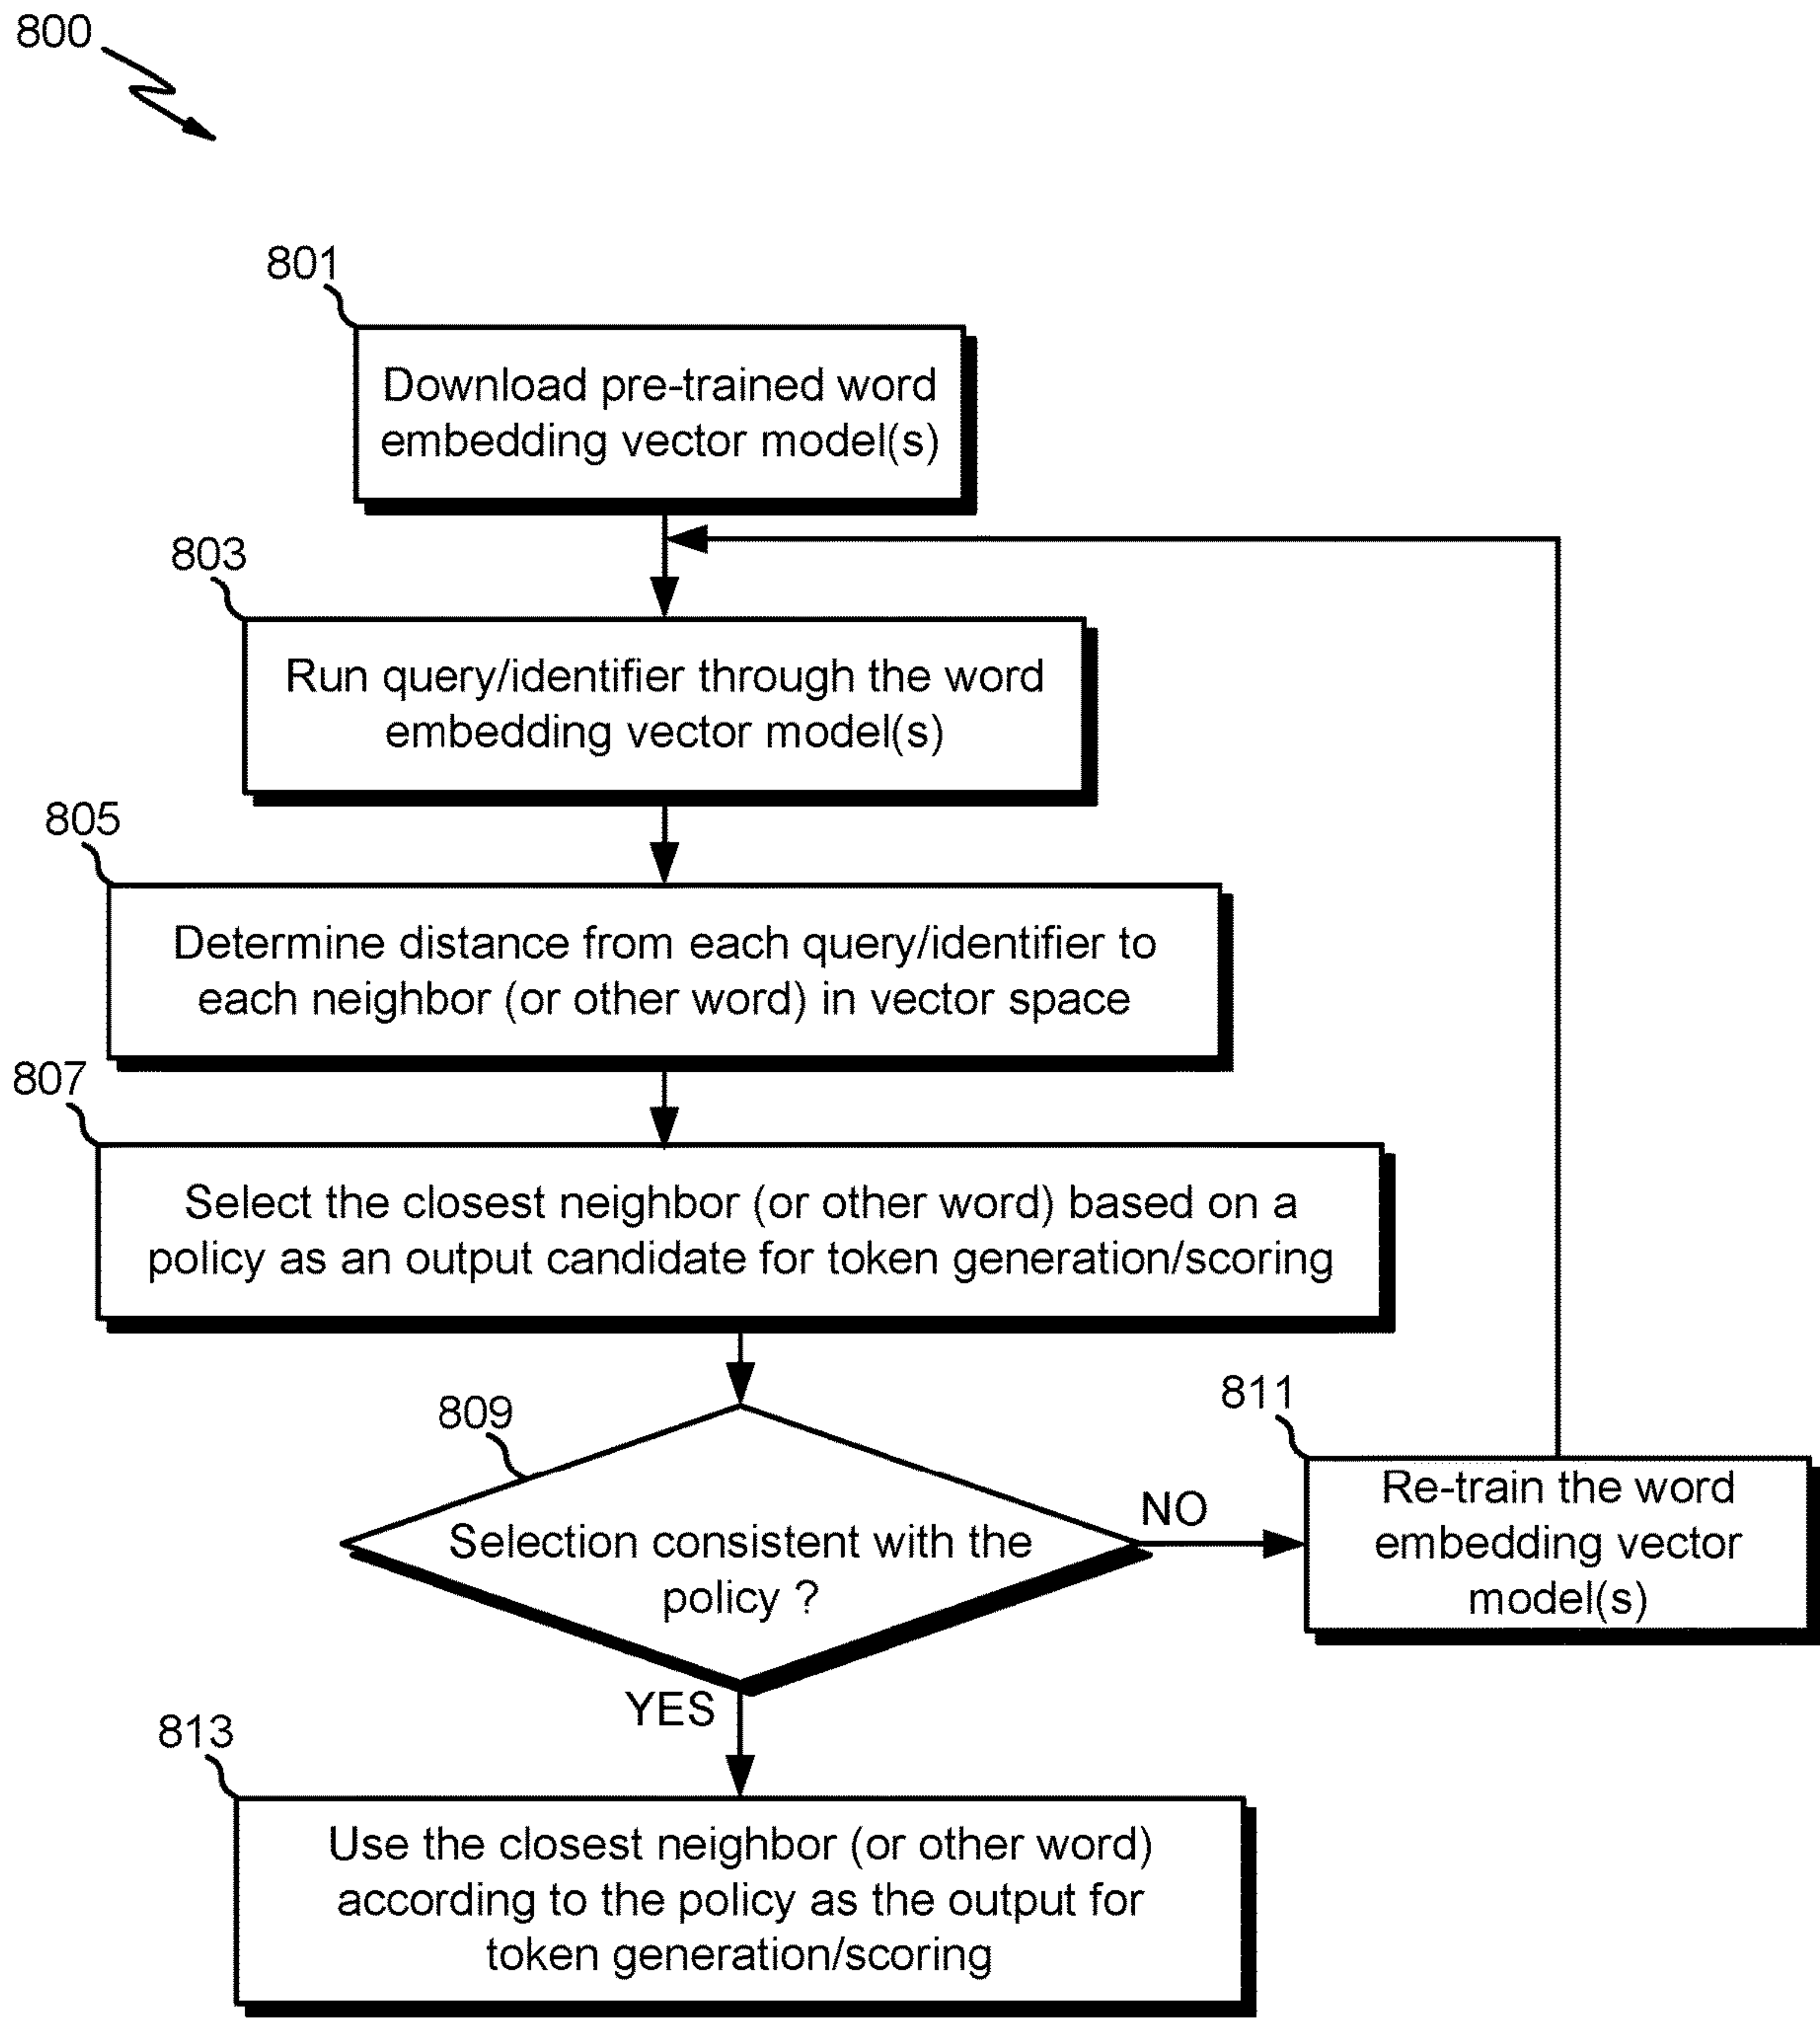 800
801
Download pre-trained word
embedding vector model(s)
803
Run query/identifier through the word
embedding vector model(s)
805
Determine distance from each query/identifier to
each neighbor (or other word) in vector space
807
Select the closest neighbor (or other word) based on a
policy as an output candidate for token generation/scoring
809
Selection consistent with the
policy ?
NO
811
Re-train the word
embedding vector
model(s)
YES
813
Use the closest neighbor (or other word)
according to the policy as the output for
token generation/scoring